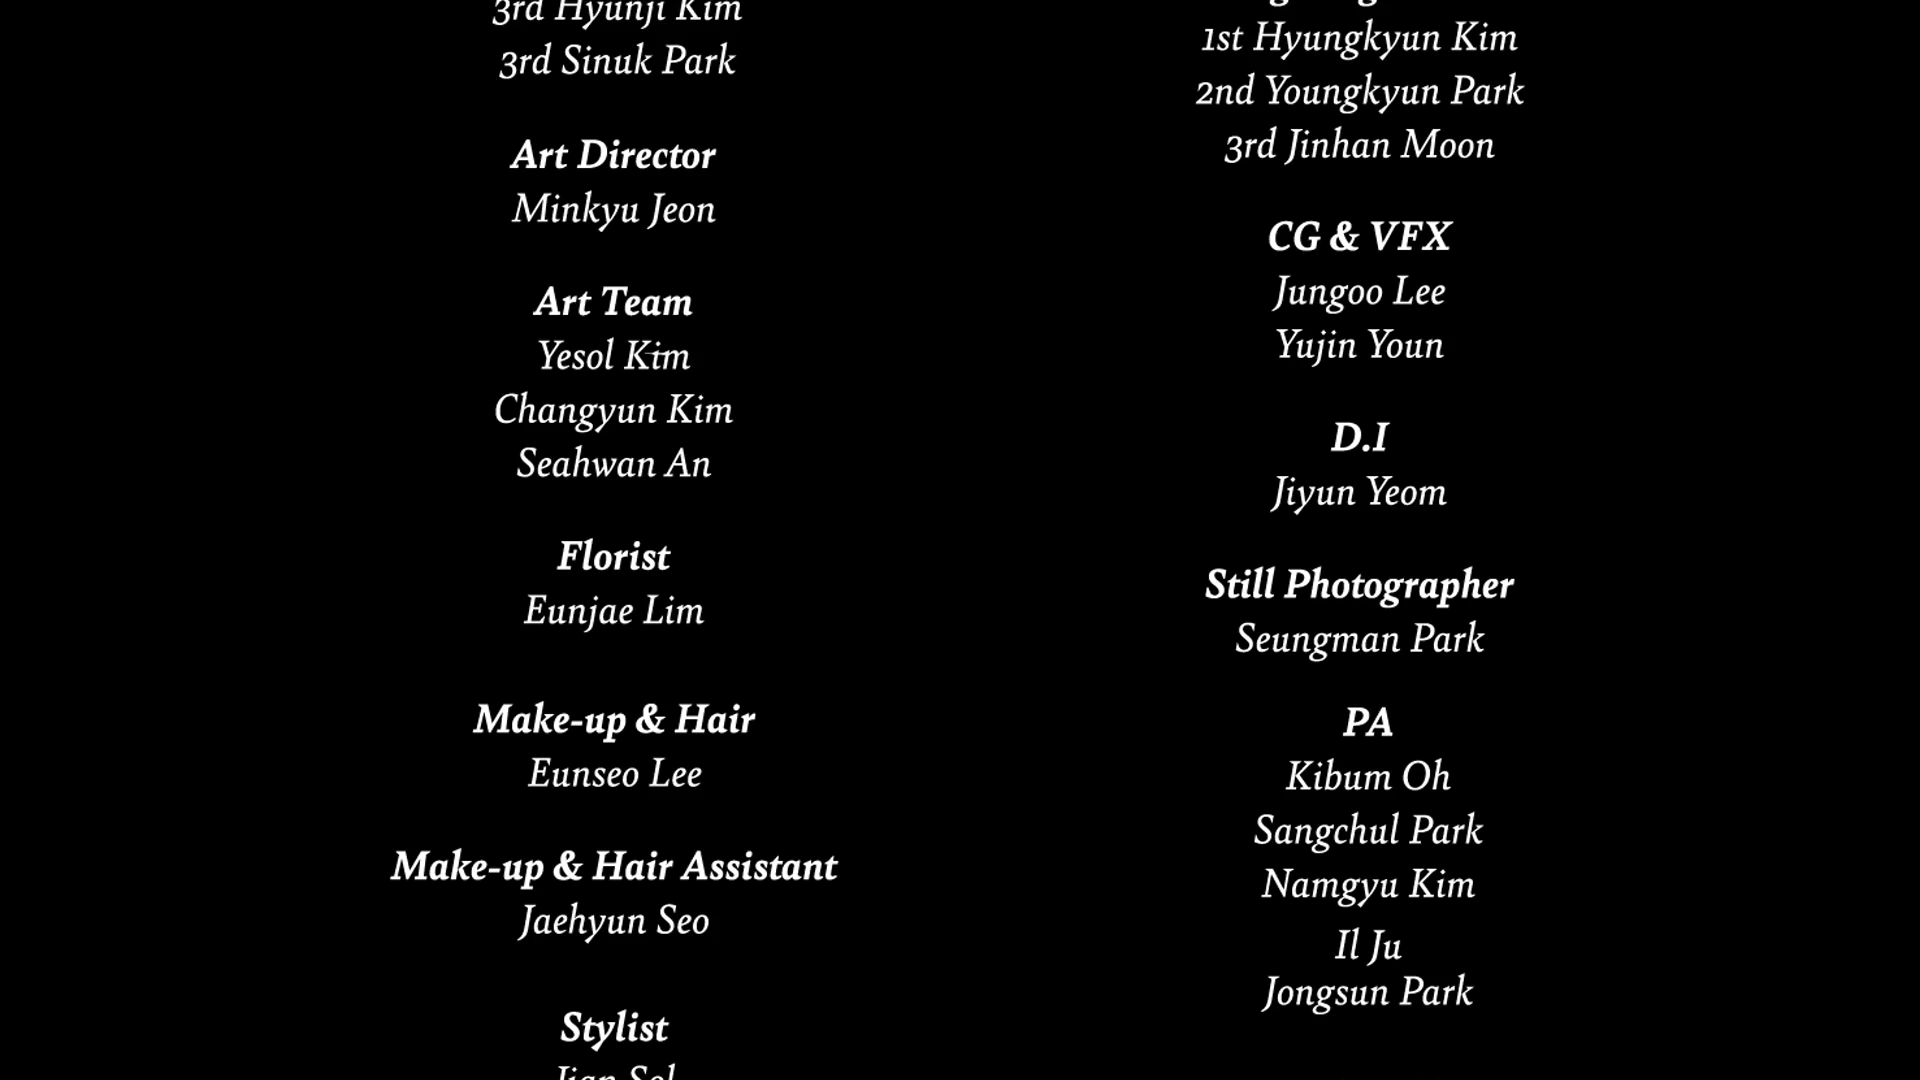 3rd Hyunji Kim
3rd Sinuk Park
Art Director
Minkyu Jeon
Art Team
Yesol Kim
Changyun Kim
Seahwan An
Florist
Eunjae Lim
Make-up & Hair
Eunseo Lee
Make-up & Hair Assistant
Jaehyun Seo
Stylist
1st Hyungkyun Kim
2nd Youngkyun Park
3rd Jinhan Moon
CG & VFX
Jungoo Lee
Yujin Youn
D.I
Jiyun Yeom
Still Photographer
Seungman Park
PA
Kibum Oh
Sangchul Park
Namgyu Kim
Il Ju
Jongsun Park